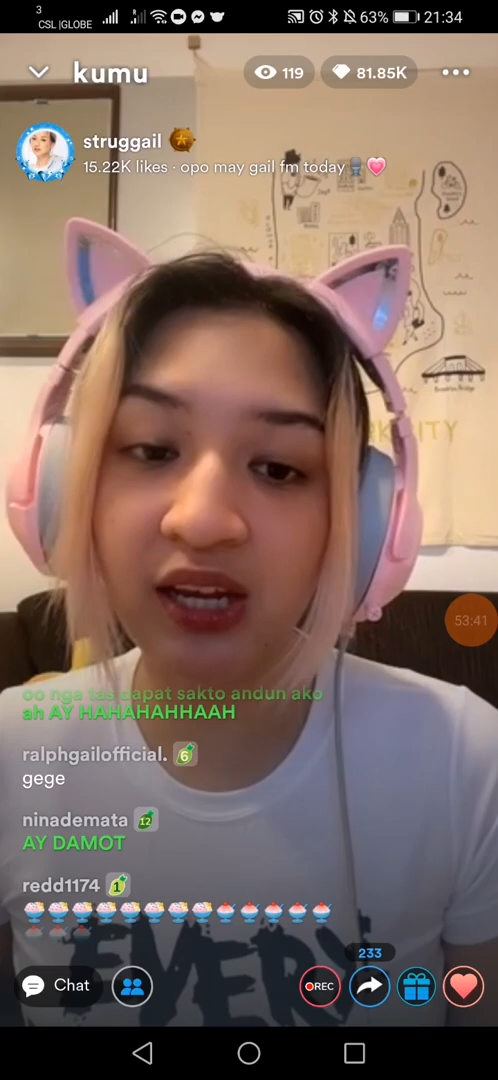 3
CSL |GLOBE
63% 21:34
kumu
119
81.85K
struggail
15.22K likes · opo may gail fm today
KCITY
53:41
oo nga tas dapat sakto andun ako
ah AY HAHAHAHHAAH
ralphgailofficial. 6
gege
ninademata 12
AY DAMOT
redd1174 1
EVERY
233
Chat
REC